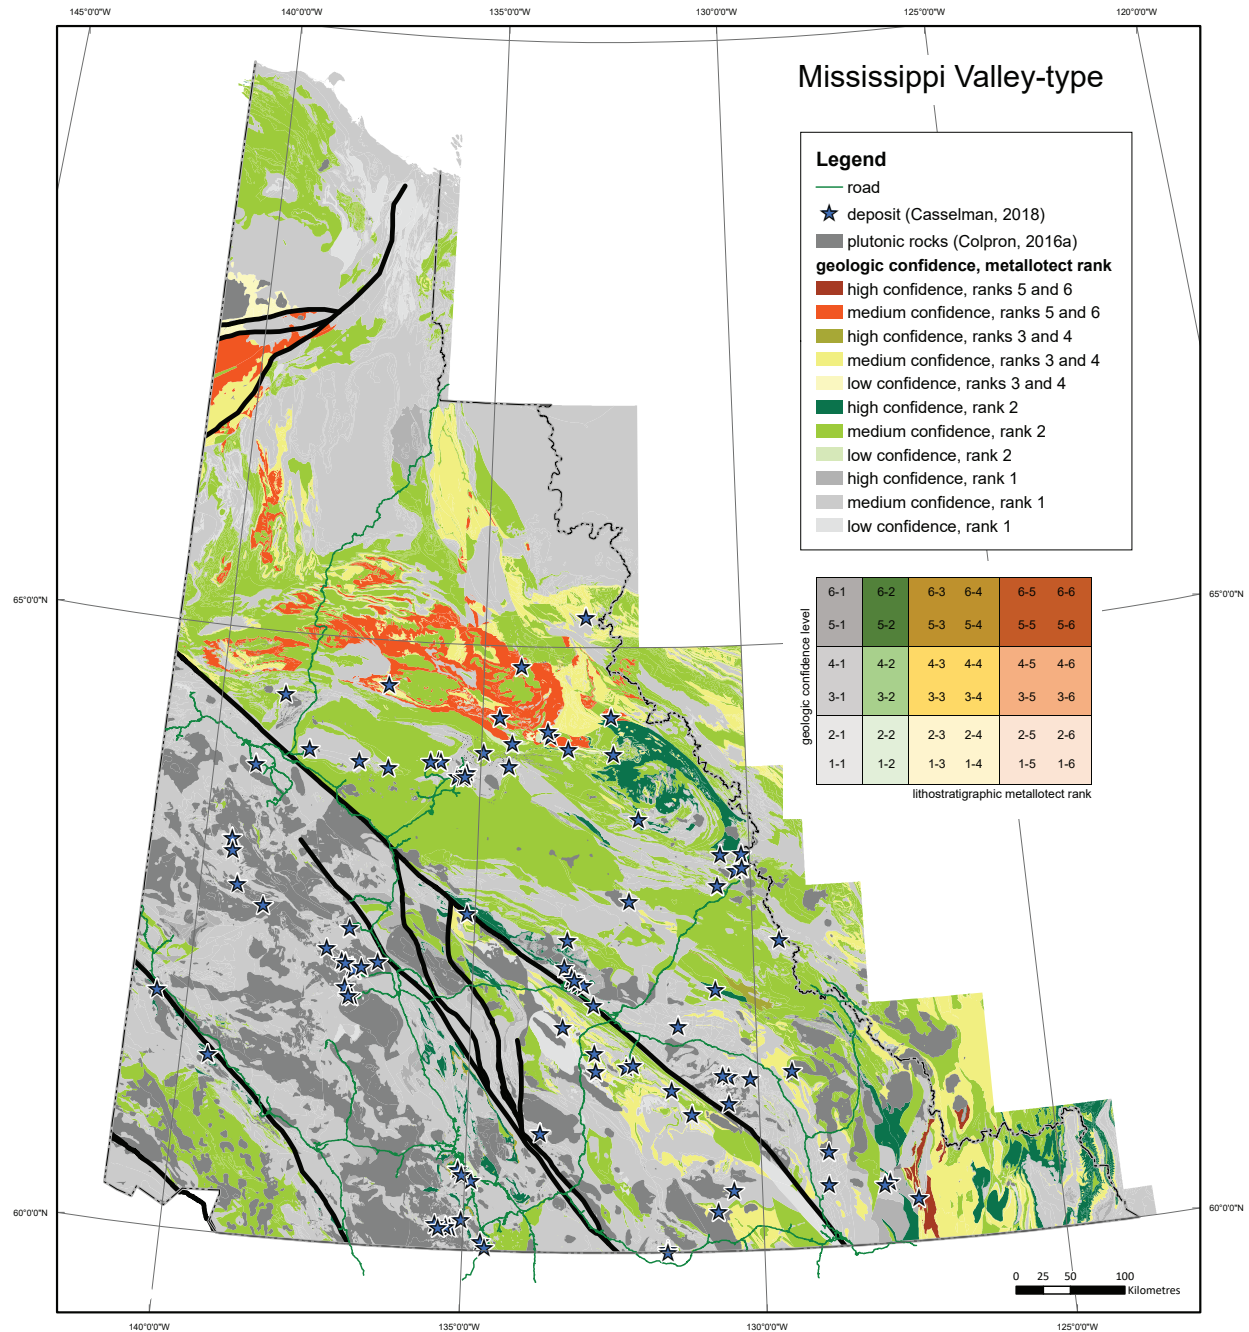 145°0'0"W
140°0'0"W
135°0'0"W
130°0'0"W
125°0'0"W
120°0'0"W
Mississippi Valley-type
Legend
road
deposit (Casselman, 2018)
plutonic rocks (Colpron, 2016a)
geologic confidence, metallotect rank
high confidence, ranks 5 and 6
medium confidence, ranks 5 and 6
high confidence, ranks 3 and 4
medium confidence, ranks 3 and 4
low confidence, ranks 3 and 4
high confidence, rank 2
medium confidence, rank 2
low confidence, rank 2
high confidence, rank 1
medium confidence, rank 1
low confidence, rank 1
65°0'0"N
65°0'0"N
geologic confidence level
6-1 6-2 6-3 6-4 6-5 6-6
5-1 5-2 5-3 5-4 5-5 5-6
4-1 4-2 4-3 4-4 4-5 4-6
3-1 3-2 3-3 3-4 3-5 3-6
2-1 2-2 2-3 2-4 2-5 2-6
1-1 1-2 1-3 1-4 1-5 1-6
lithostratigraphic metallotect rank
60°0'0"N
60°0'0"N
0 25 50 100
Kilometres
140°0'0"W
135°0'0"W
130°0'0"W
125°0'0"W